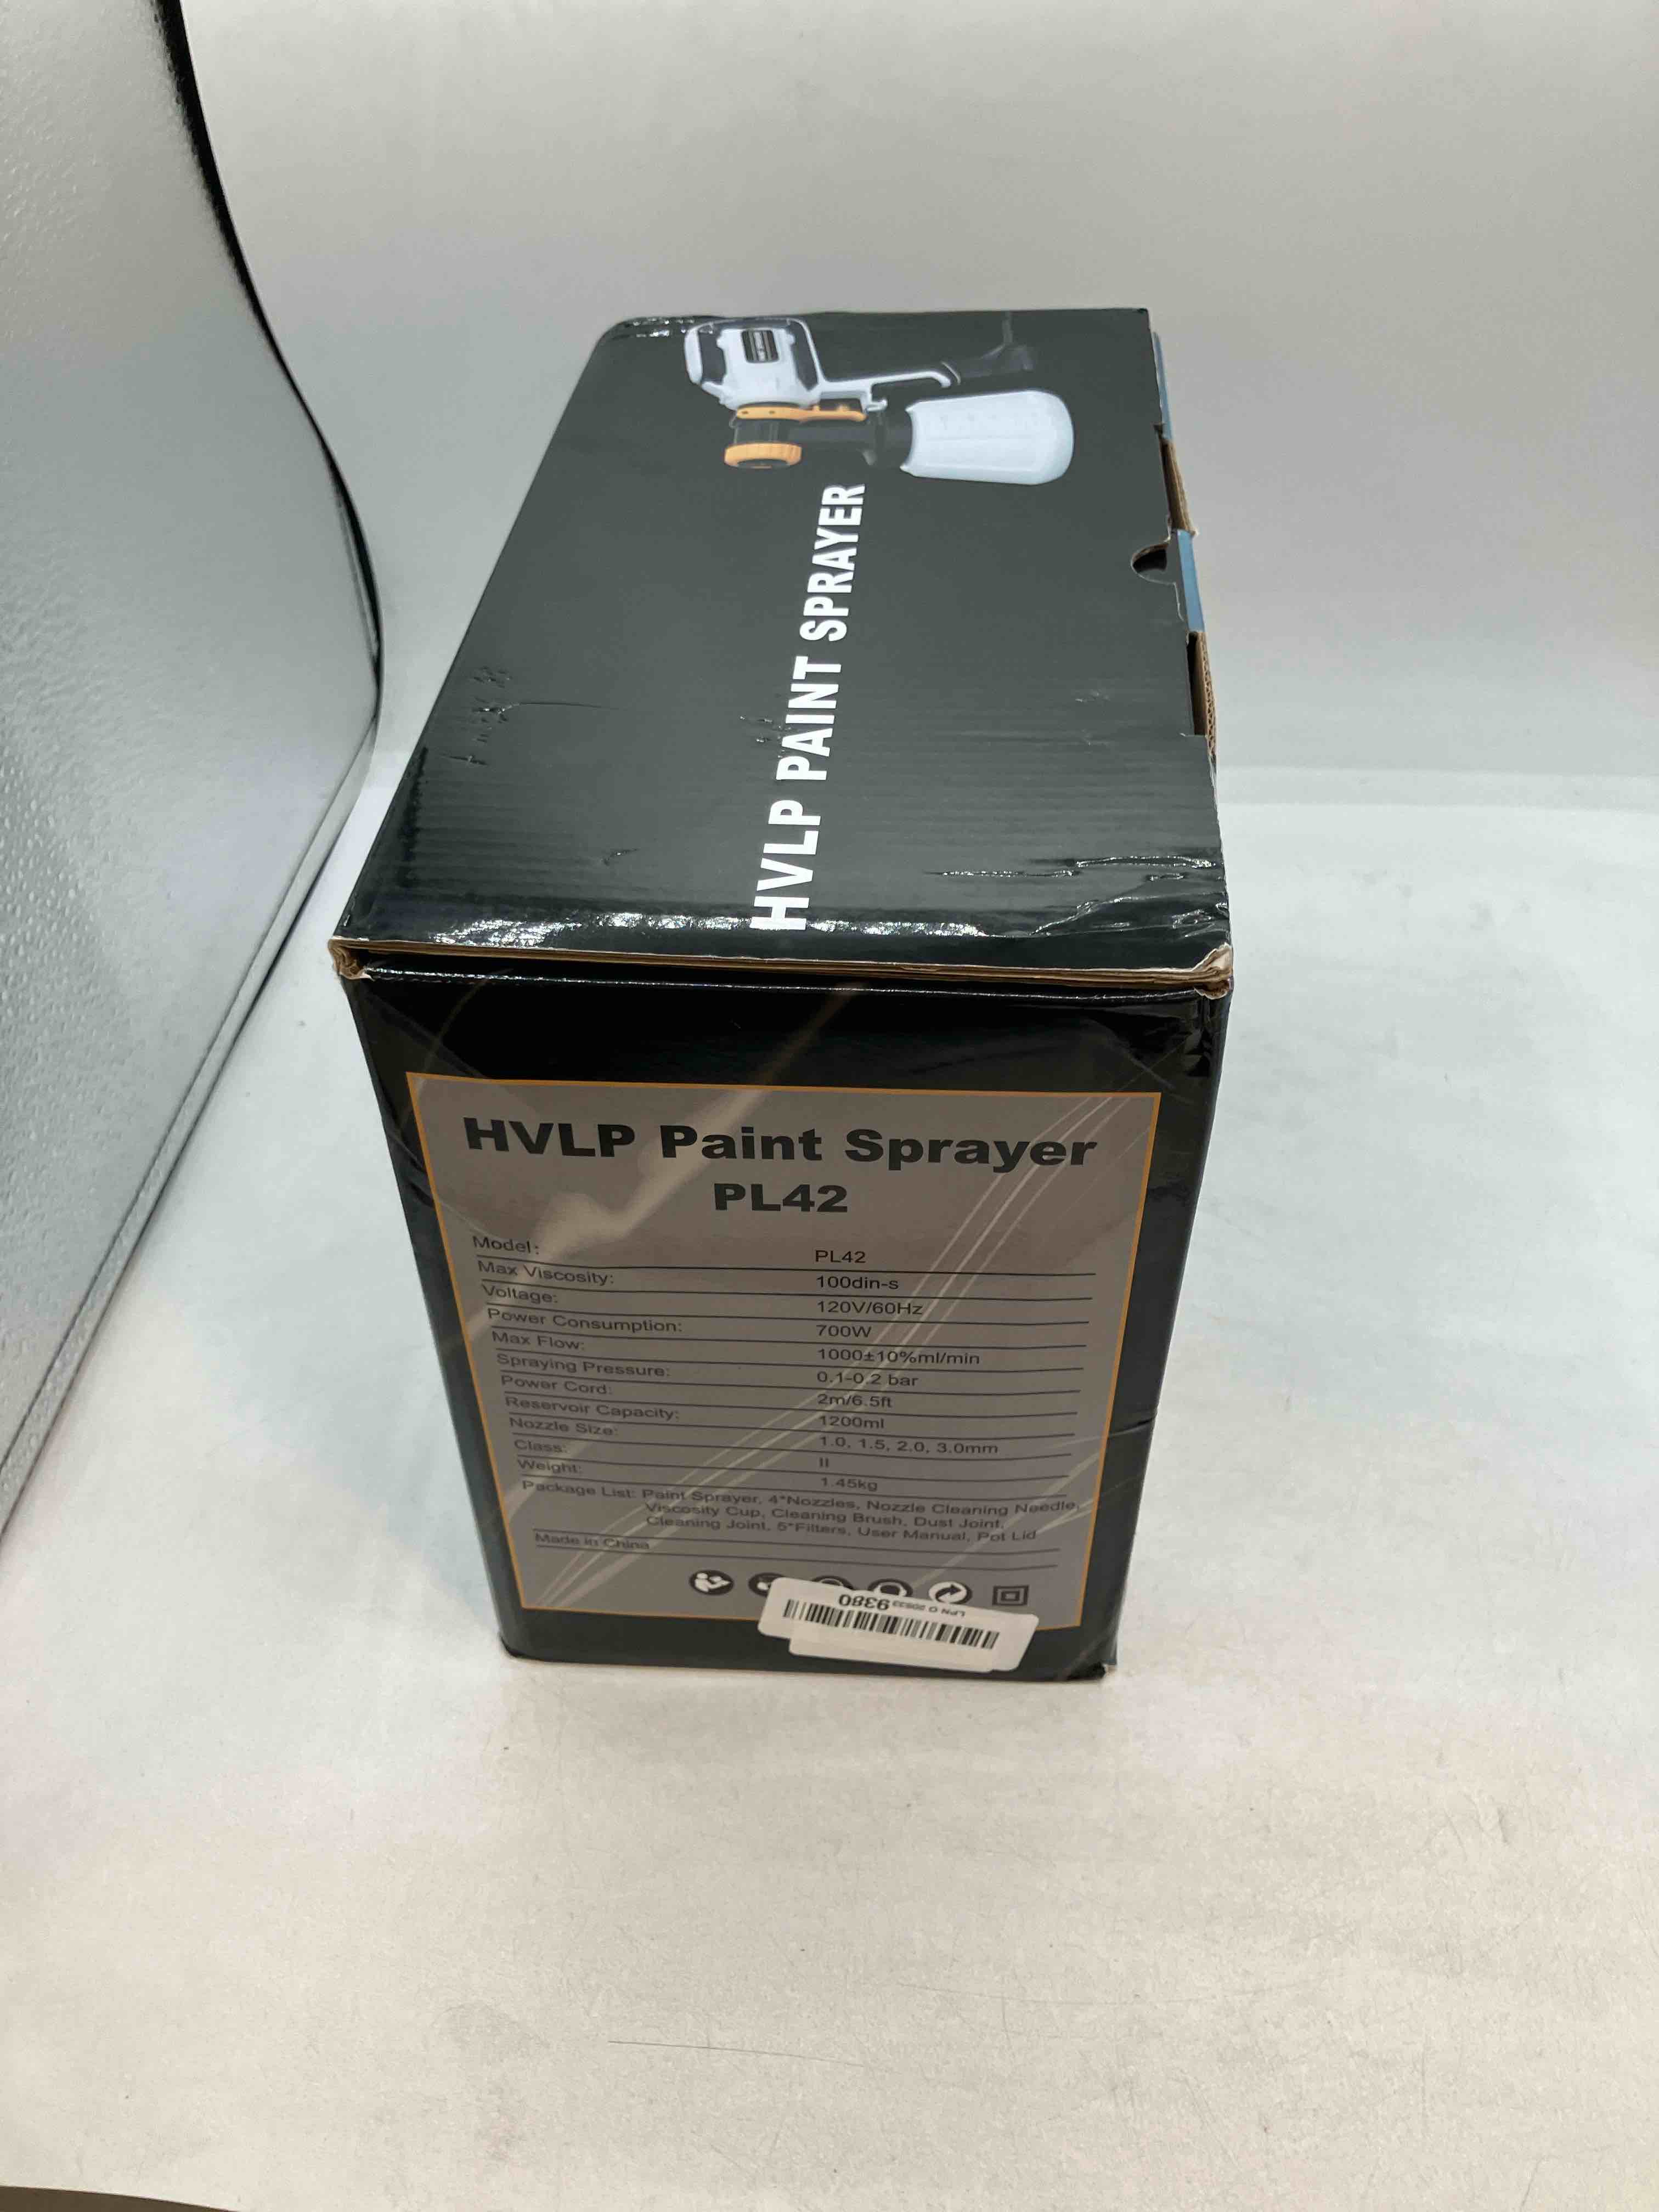 HVLP PAINT SPRAYER
HVLP Paint Sprayer
PL42
Model: PL42
Max Viscosity: 100din-s
Voltage: 120V/60Hz
Power Consumption: 700W
Max Flow: 1000±10%ml/min
Spraying Pressure: 0.1-0.2 bar
Power Cord: 2m/6.5ft
Reservoir Capacity: 1200ml
Nozzle Size: 1.0, 1.5, 2.0, 3.0mm
Class: II
Weight: 1.45kg
Package List: Paint Sprayer, 4*Nozzles, Nozzle Cleaning Needle,
Viscosity Cup, Cleaning Brush, Dust Joint,
Cleaning Joint, 5*Filters, User Manual, Pot Lid
Made in China
9380